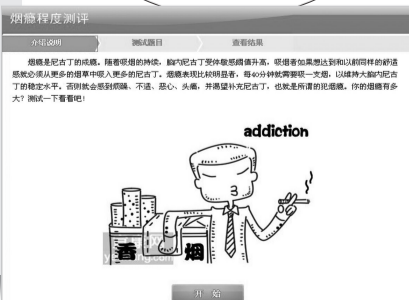 烟瘾程度测评
介绍说明 测试题目 查看结果
烟瘾是尼古丁的成瘾。随着吸烟的持续，脑内尼古丁受体敏感阈值升高，吸烟者如果想达到和以前同样的舒适
感就必须从更多的烟草中吸入更多的尼古丁。烟瘾表现比较明显者，每40分钟就需要吸一支烟，以维持大脑内尼古
丁的稳定水平。否则就会感到烦躁、不适、恶心、头痛，并渴望补充尼古丁，也就是所谓的犯烟瘾。你的烟瘾有多
大？测试一下看看吧！
addiction
香 烟
开 始